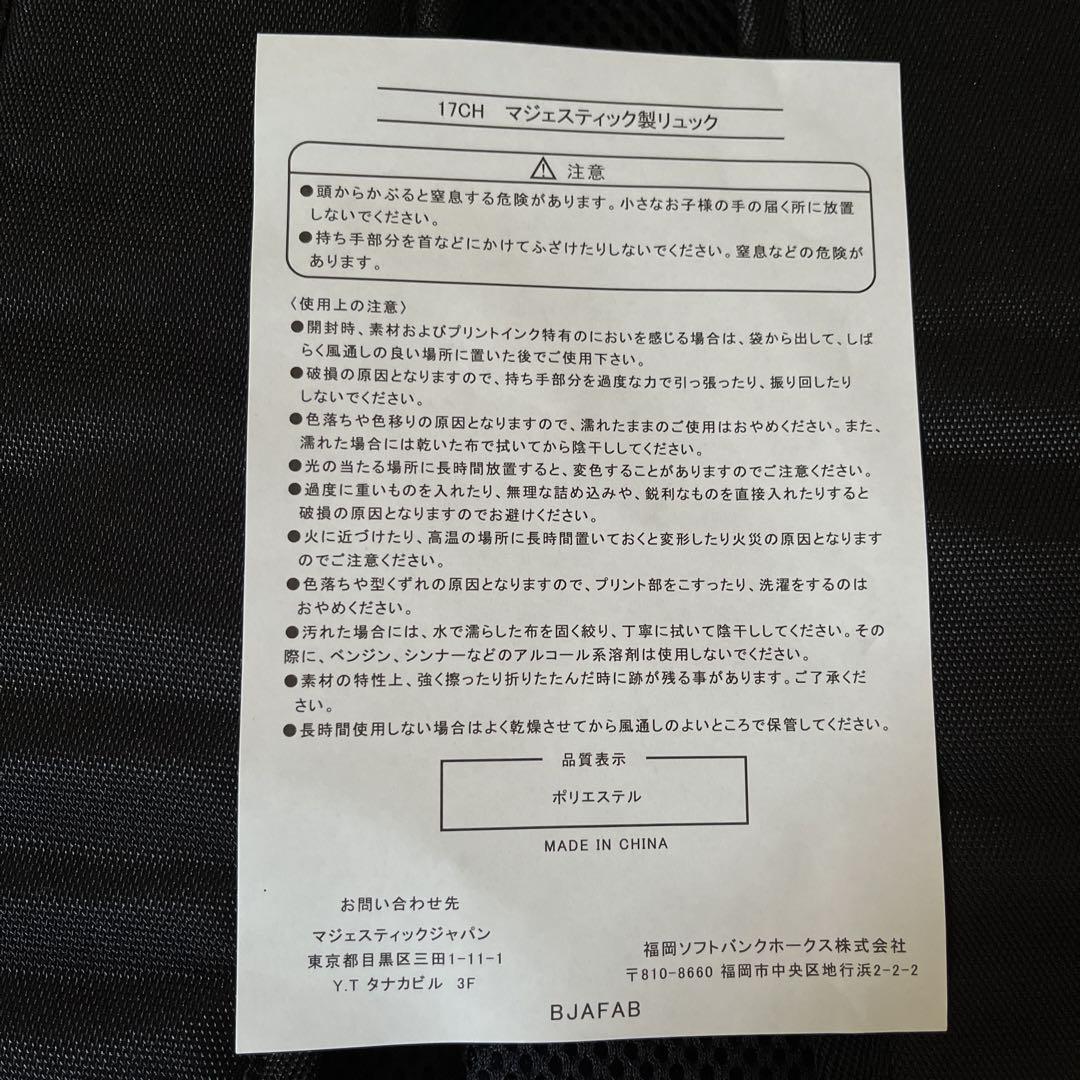 17CH　マジェスティック製リュック
⚠ 注意
●頭からかぶると窒息する危険があります。小さなお子様の手の届く所に放置
しないでください。
●持ち手部分を首などにかけてふざけたりしないでください。窒息などの危険が
あります。
〈使用上の注意〉
●開封時、素材およびプリントインク特有のにおいを感じる場合は、袋から出して、しば
らく風通しの良い場所に置いた後でご使用下さい。
●破損の原因となりますので、持ち手部分を過度な力で引っ張ったり、振り回したり
しないでください。
●色落ちや色移りの原因となりますので、濡れたままのご使用はおやめください。また、
濡れた場合には乾いた布で拭いてから陰干ししてください。
●光の当たる場所に長時間放置すると、変色することがありますのでご注意ください。
●過度に重いものを入れたり、無理な詰め込みや、鋭利なものを直接入れたりすると
破損の原因となりますのでお避けください。
●火に近づけたり、高温の場所に長時間置いておくと変形したり火災の原因となります
のでご注意ください。
●色落ちや型くずれの原因となりますので、プリント部をこすったり、洗濯をするのは
おやめください。
●汚れた場合には、水で濡らした布を固く絞り、丁寧に拭いて陰干ししてください。その
際に、ベンジン、シンナーなどのアルコール系溶剤は使用しないでください。
●素材の特性上、強く擦ったり折りたたんだ時に跡が残る事があります。ご了承くだ
さい。
●長時間使用しない場合はよく乾燥させてから風通しのよいところで保管してください。
品質表示
ポリエステル
MADE IN CHINA
お問い合わせ先
マジェスティックジャパン
東京都目黒区三田1-11-1
Y.T タナカビル　3F
福岡ソフトバンクホークス株式会社
〒810-8660 福岡市中央区地行浜2-2-2
BJAFAB